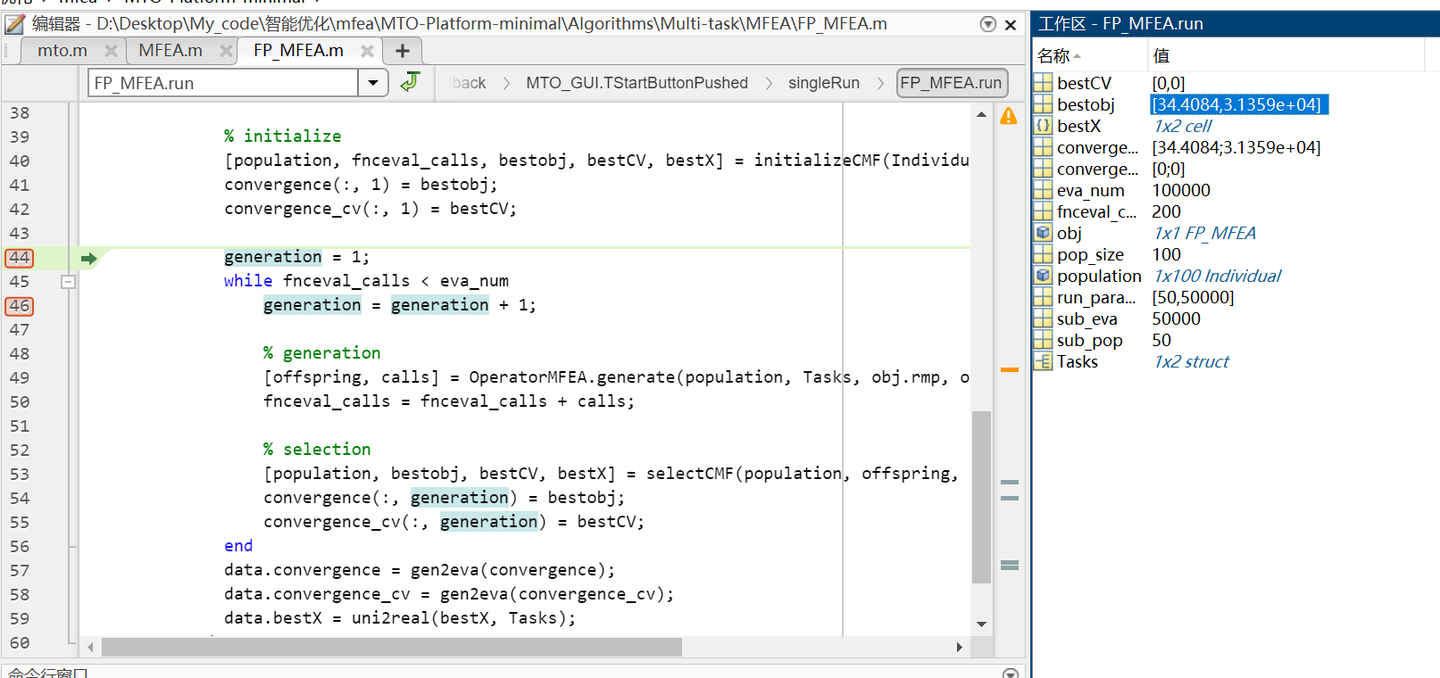 编辑器 - D:\Desktop\My_code\智能优化\mfea\MTO-Platform-minimal\Algorithms\Multi-task\MFEA\FP_MFEA.m
mto.m MFEA.m FP_MFEA.m
FP_MFEA.run back MTO_GUI.TStartButtonPushed singleRun FP_MFEA.run
38
39 % initialize
40 [population, fnceval_calls, bestobj, bestCV, bestX] = initializeCMF(Individu
41 convergence(:, 1) = bestobj;
42 convergence_cv(:, 1) = bestCV;
43
44 generation = 1;
45 while fnceval_calls < eva_num
46 generation = generation + 1;
47
48 % generation
49 [offspring, calls] = OperatorMFEA.generate(population, Tasks, obj.rmp, o
50 fnceval_calls = fnceval_calls + calls;
51
52 % selection
53 [population, bestobj, bestCV, bestX] = selectCMF(population, offspring,
54 convergence(:, generation) = bestobj;
55 convergence_cv(:, generation) = bestCV;
56 end
57 data.convergence = gen2eva(convergence);
58 data.convergence_cv = gen2eva(convergence_cv);
59 data.bestX = uni2real(bestX, Tasks);
60
命令行窗口
工作区 - FP_MFEA.run
名称 值
bestCV [0,0]
bestobj [34.4084,3.1359e+04]
bestX 1x2 cell
converge... [34.4084;3.1359e+04]
converge... [0;0]
eva_num 100000
fnceval_c... 200
obj 1x1 FP_MFEA
pop_size 100
population 1x100 Individual
run_para... [50,50000]
sub_eva 50000
sub_pop 50
Tasks 1x2 struct